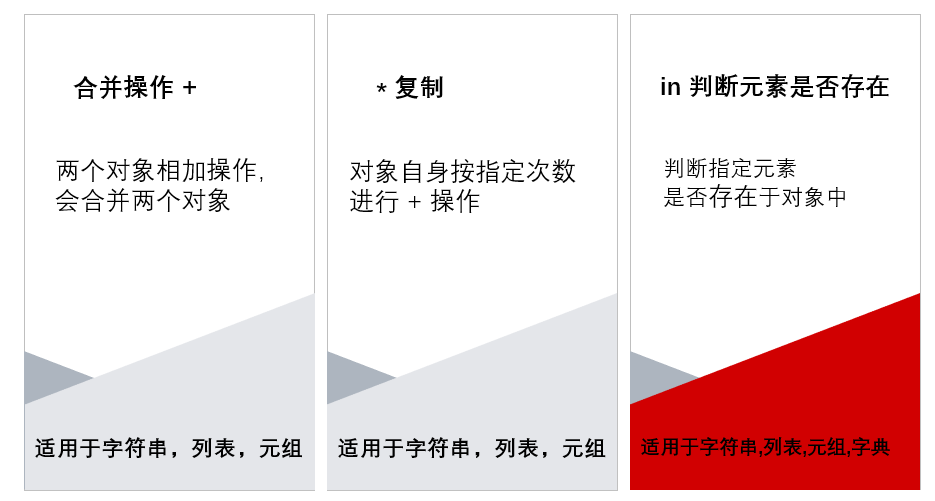 合并操作 +
两个对象相加操作,
会合并两个对象
适用于字符串，列表，元组
* 复制
对象自身按指定次数
进行 + 操作
适用于字符串，列表，元组
in 判断元素是否存在
判断指定元素
是否存在于对象中
适用于字符串,列表,元组,字典